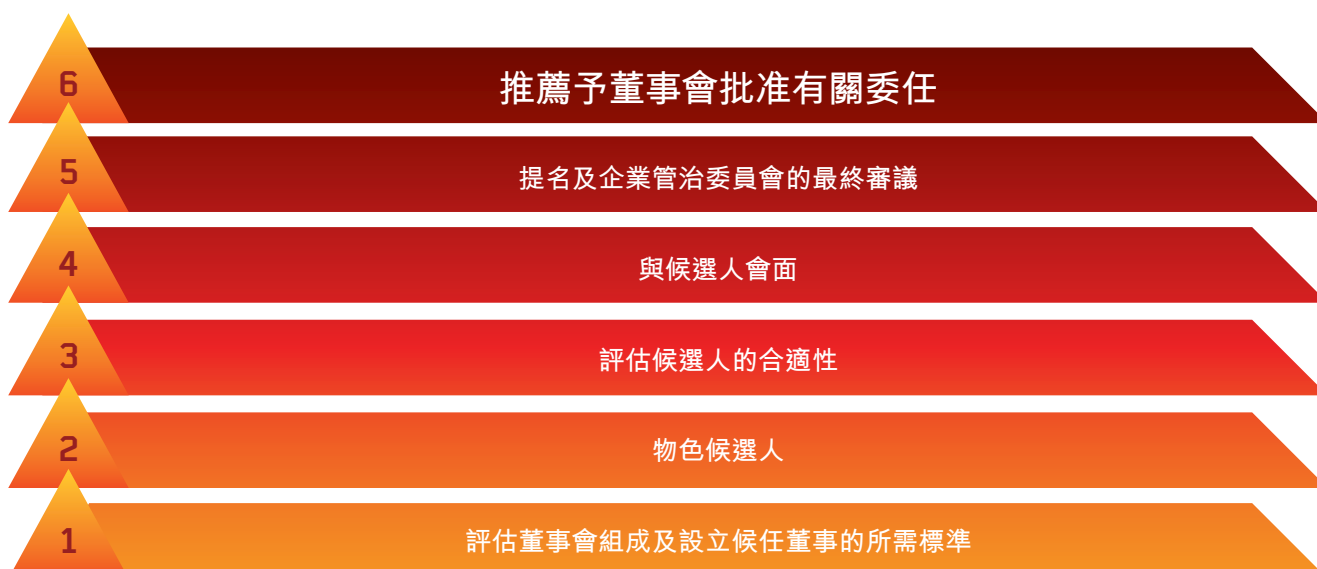 6
推薦予董事會批准有關委任
5
提名及企業管治委員會的最終審議
4
與候選人會面
3
評估候選人的合適性
2
物色候選人
1
評估董事會組成及設立候任董事的所需標準